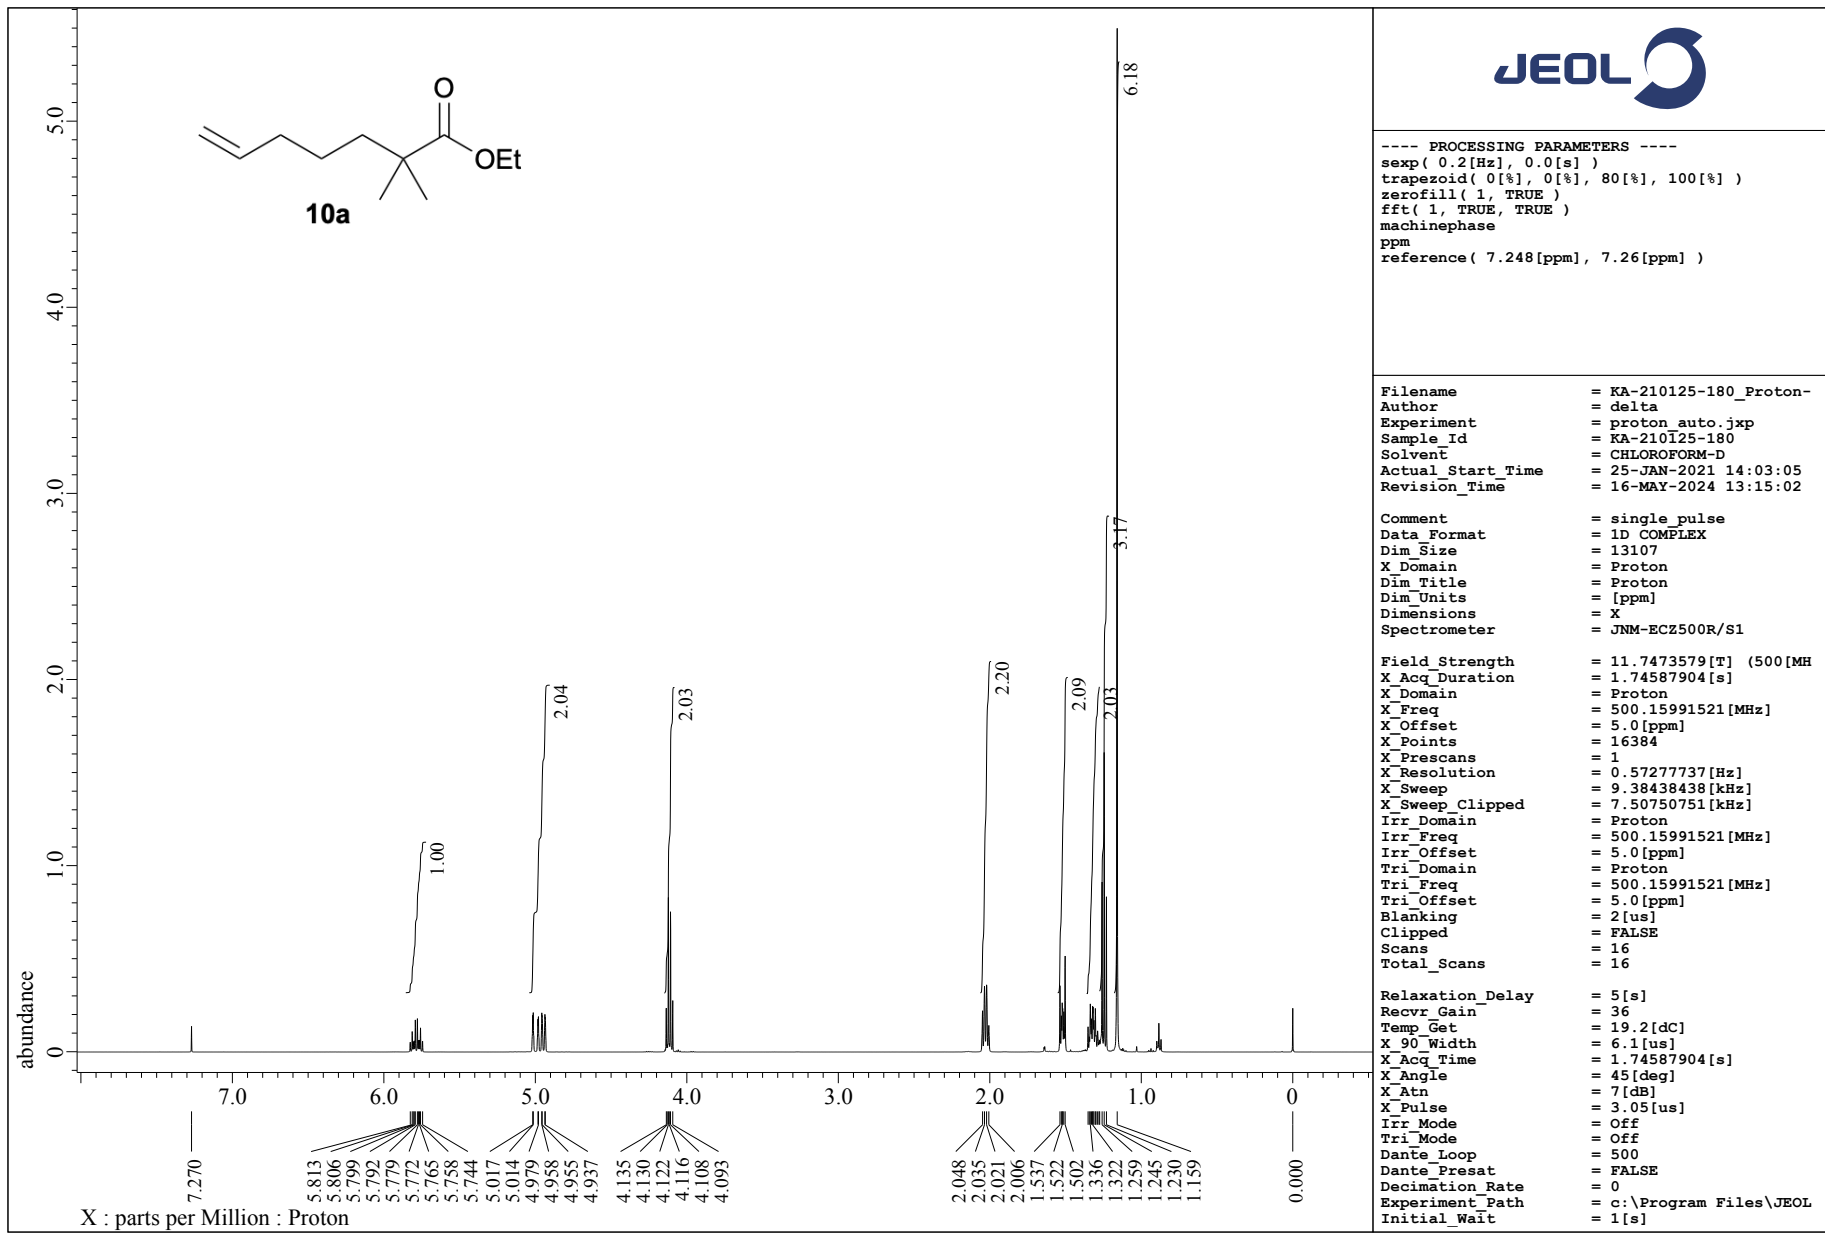 JEOL
O
OEt
10a
6.18
3.17
2.20
2.09
2.03
2.04
2.03
1.00
abundance
0
1.0
2.0
3.0
4.0
5.0
7.0 6.0 5.0 4.0 3.0 2.0 1.0 0
7.270
5.813
5.806
5.799
5.792
5.779
5.772
5.765
5.758
5.744
5.017
5.014
4.979
4.958
4.955
4.937
4.135
4.130
4.122
4.116
4.108
4.093
2.048
2.035
2.021
2.006
1.537
1.522
1.502
1.336
1.322
1.259
1.245
1.230
1.159
0.000
X : parts per Million : Proton
---- PROCESSING PARAMETERS ----
sexp( 0.2[Hz], 0.0[s] )
trapezoid( 0[%], 0[%], 80[%], 100[%] )
zerofill( 1, TRUE )
fft( 1, TRUE, TRUE )
machinephase
ppm
reference( 7.248[ppm], 7.26[ppm] )
Filename = KA-210125-180_Proton-
Author = delta
Experiment = proton_auto.jxp
Sample_Id = KA-210125-180
Solvent = CHLOROFORM-D
Actual_Start_Time = 25-JAN-2021 14:03:05
Revision_Time = 16-MAY-2024 13:15:02
Comment = single_pulse
Data_Format = 1D COMPLEX
Dim_Size = 13107
X_Domain = Proton
Dim_Title = Proton
Dim_Units = [ppm]
Dimensions = X
Spectrometer = JNM-ECZ500R/S1
Field_Strength = 11.7473579[T] (500[MH
X_Acq_Duration = 1.74587904[s]
X_Domain = Proton
X_Freq = 500.15991521[MHz]
X_Offset = 5.0[ppm]
X_Points = 16384
X_Prescans = 1
X_Resolution = 0.57277737[Hz]
X_Sweep = 9.38438438[kHz]
X_Sweep_Clipped = 7.50750751[kHz]
Irr_Domain = Proton
Irr_Freq = 500.15991521[MHz]
Irr_Offset = 5.0[ppm]
Tri_Domain = Proton
Tri_Freq = 500.15991521[MHz]
Tri_Offset = 5.0[ppm]
Blanking = 2[us]
Clipped = FALSE
Scans = 16
Total_Scans = 16
Relaxation_Delay = 5[s]
Recvr_Gain = 36
Temp_Get = 19.2[dC]
X_90_Width = 6.1[us]
X_Acq_Time = 1.74587904[s]
X_Angle = 45[deg]
X_Atn = 7[dB]
X_Pulse = 3.05[us]
Irr_Mode = Off
Tri_Mode = Off
Dante_Loop = 500
Dante_Presat = FALSE
Decimation_Rate = 0
Experiment_Path = c:\Program Files\JEOL
Initial_Wait = 1[s]